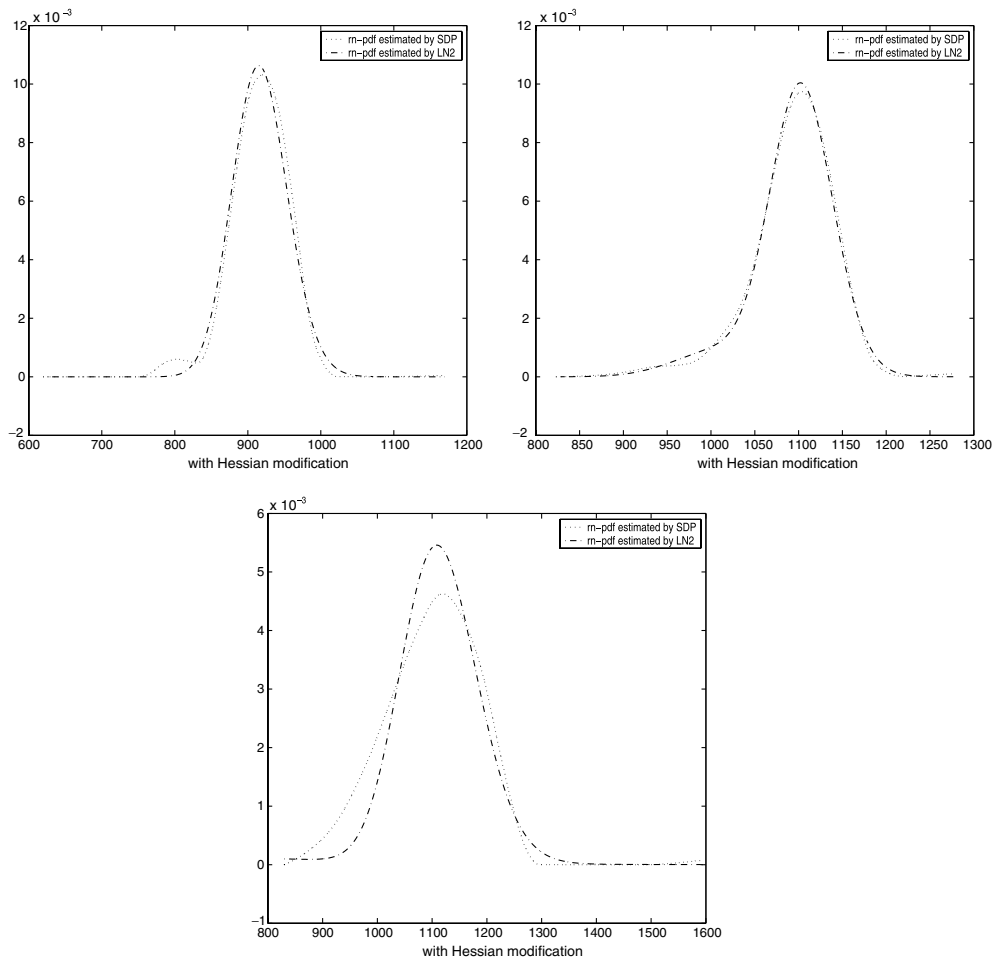 x 10⁻³
12
10
8
6
4
2
0
−2
600 700 800 900 1000 1100 1200
with Hessian modification
rn−pdf estimated by SDP
rn−pdf estimated by LN2
x 10⁻³
12
10
8
6
4
2
0
−2
800 850 900 950 1000 1050 1100 1150 1200 1250 1300
with Hessian modification
rn−pdf estimated by SDP
rn−pdf estimated by LN2
x 10⁻³
6
5
4
3
2
1
0
−1
800 900 1000 1100 1200 1300 1400 1500 1600
with Hessian modification
rn−pdf estimated by SDP
rn−pdf estimated by LN2